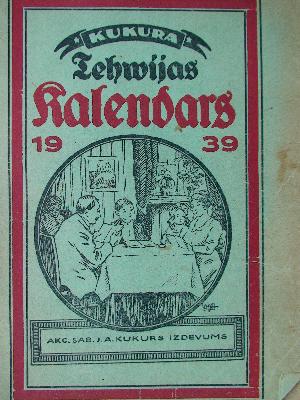 KUKURA
Tehwijas
Kalendars
19 39
AKC. SAB. J. A. KUKURS IZDEVUMS